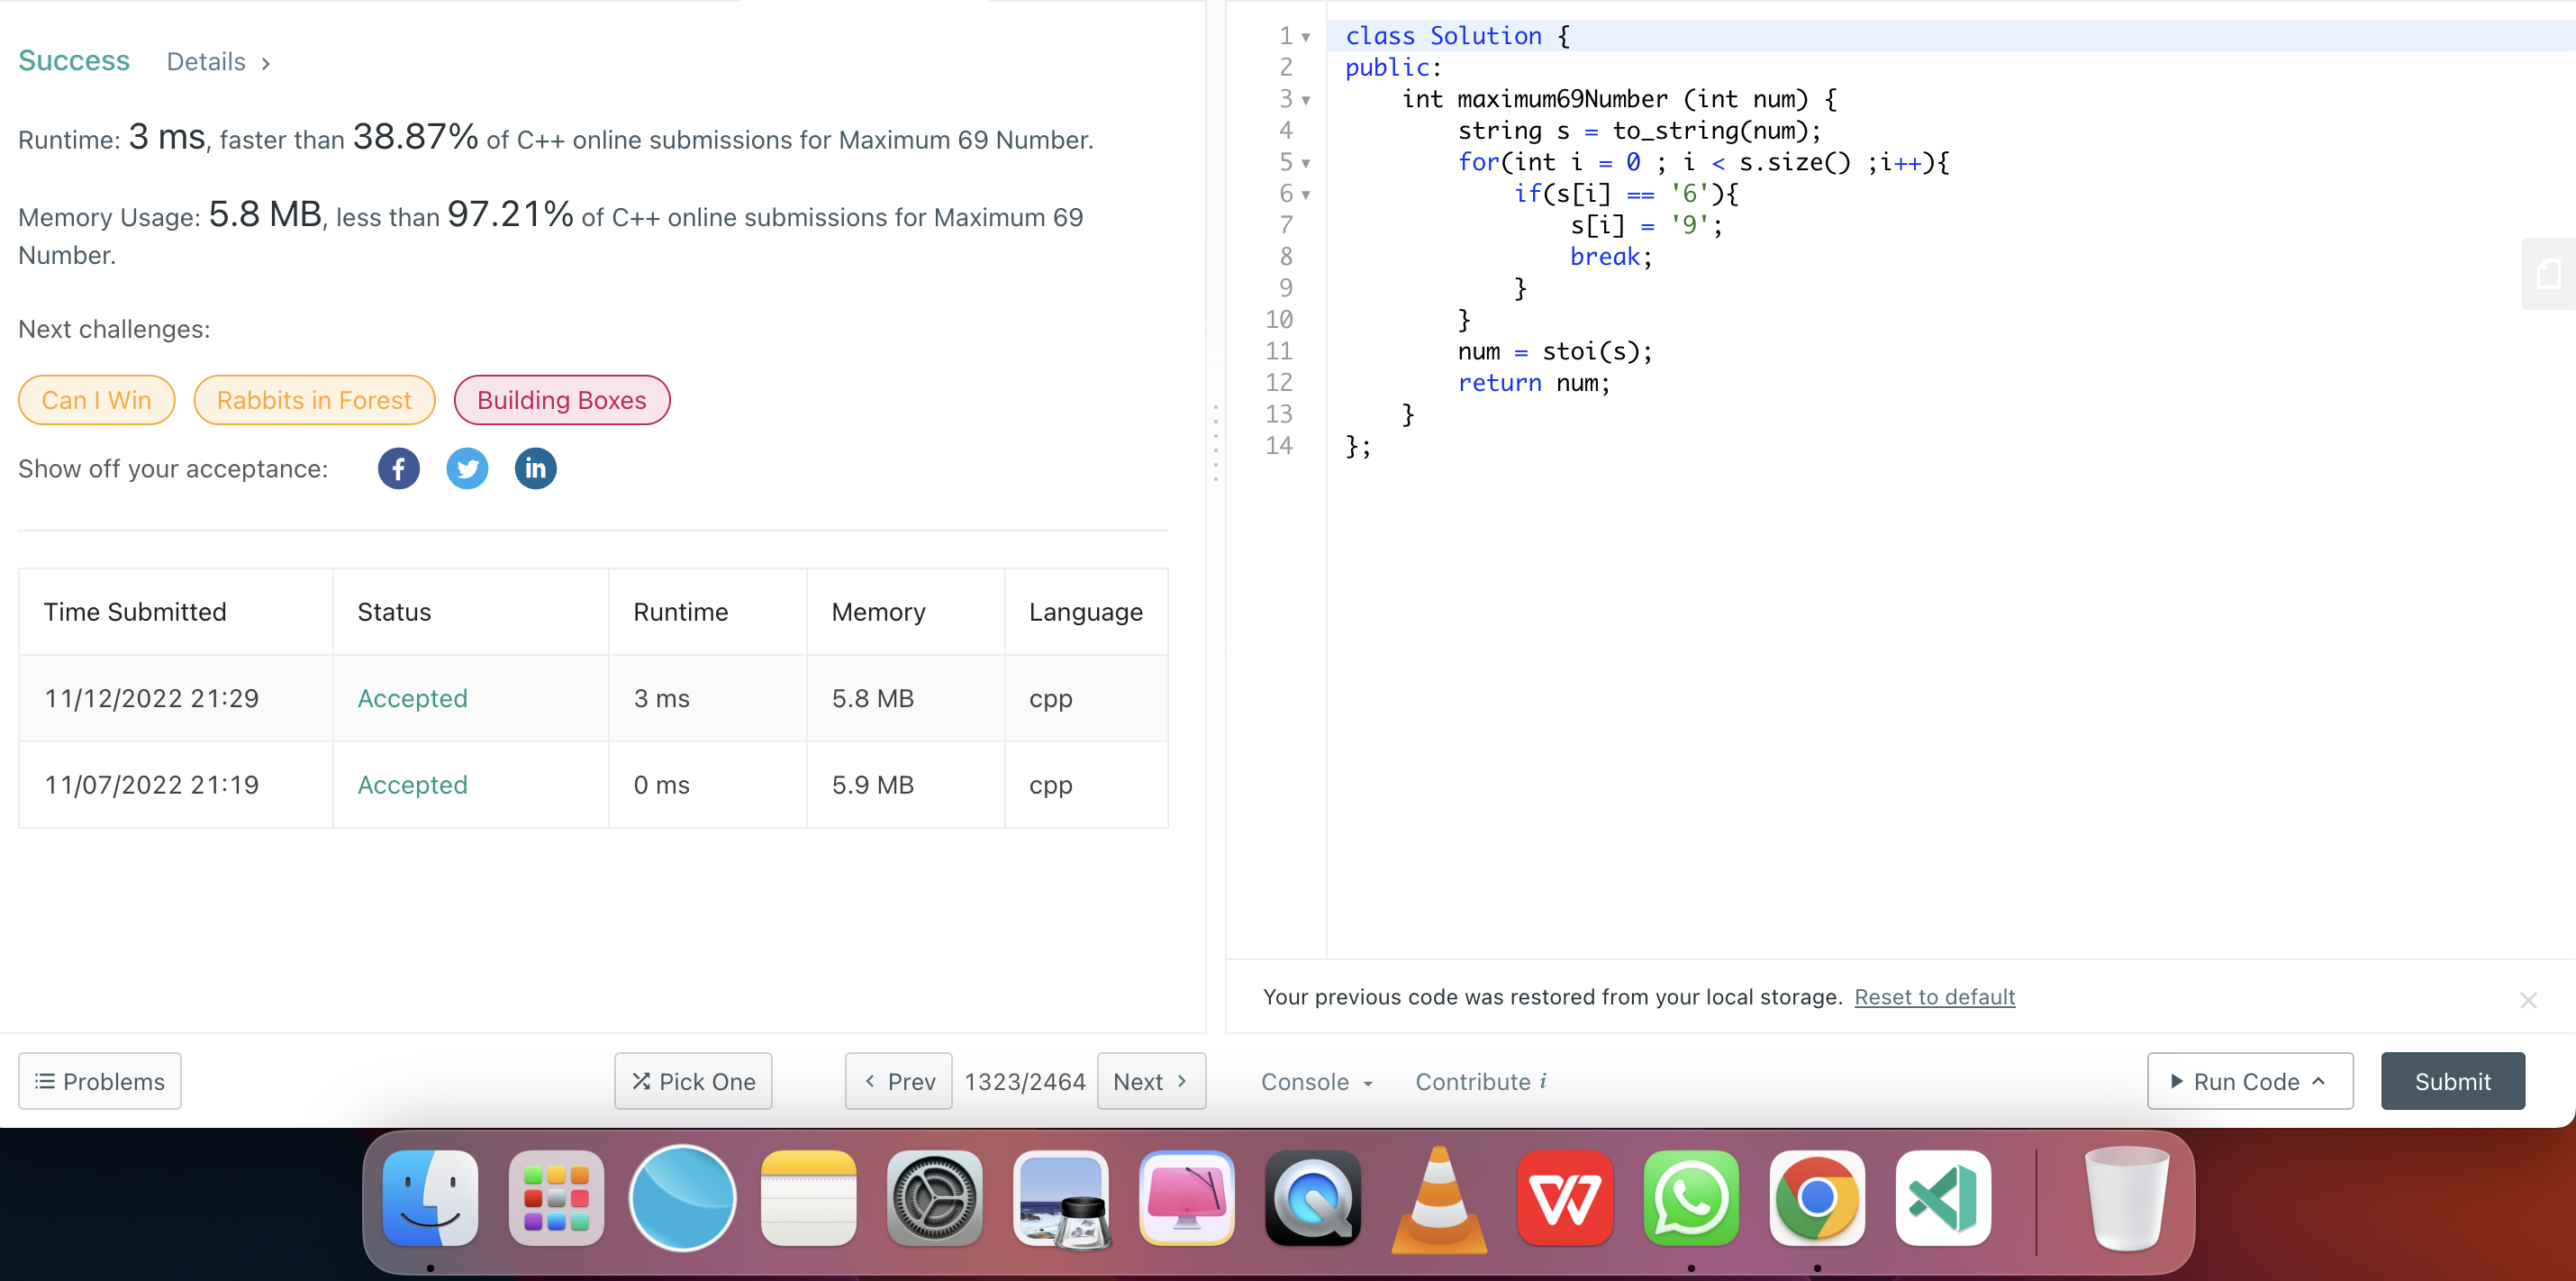 Success Details >
Runtime: 3 ms, faster than 38.87% of C++ online submissions for Maximum 69 Number.
Memory Usage: 5.8 MB, less than 97.21% of C++ online submissions for Maximum 69
Number.
Next challenges:
Can I Win Rabbits in Forest Building Boxes
Show off your acceptance: f in
Time Submitted Status Runtime Memory Language
11/12/2022 21:29 Accepted 3 ms 5.8 MB cpp
11/07/2022 21:19 Accepted 0 ms 5.9 MB cpp
1 class Solution {
2 public:
3     int maximum69Number (int num) {
4         string s = to_string(num);
5         for(int i = 0 ; i < s.size() ;i++){
6             if(s[i] == '6'){
7                 s[i] = '9';
8                 break;
9             }
10         }
11         num = stoi(s);
12         return num;
13     }
14 };
Your previous code was restored from your local storage. Reset to default
Problems Pick One < Prev 1323/2464 Next > Console Contribute i Run Code Submit